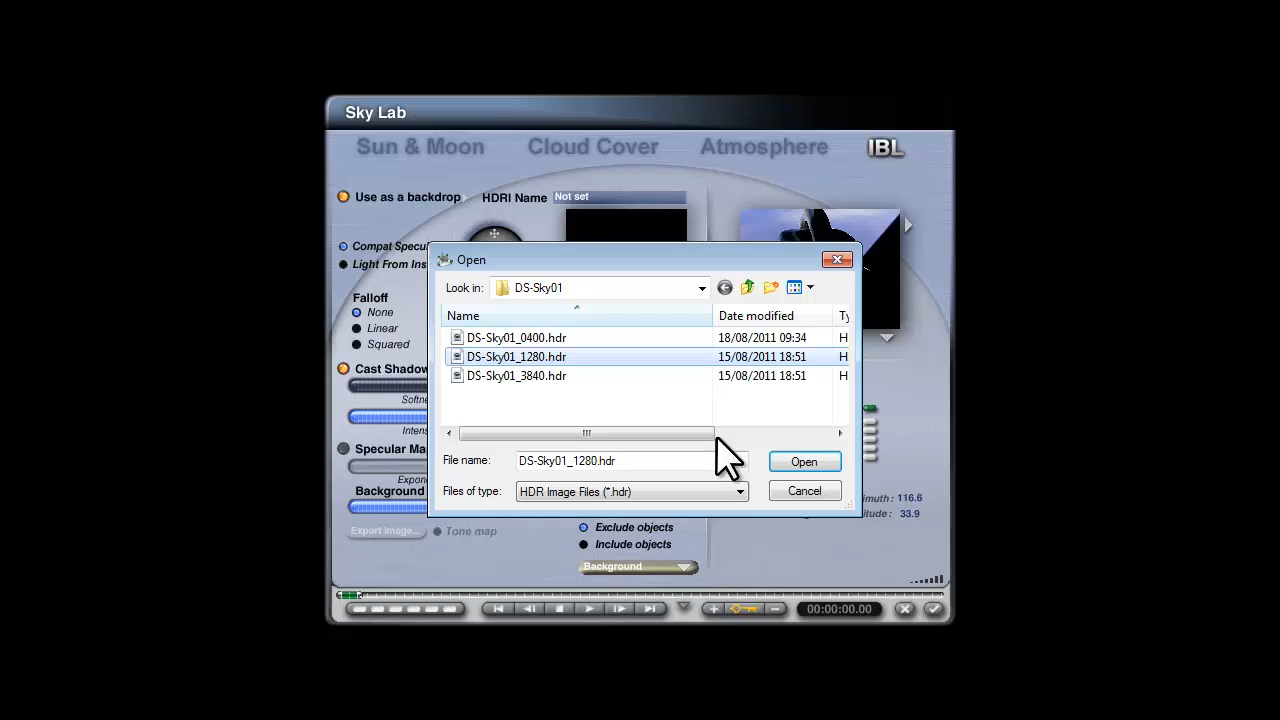 Sky Lab
Sun & Moon Cloud Cover Atmosphere IBL
Use as a backdrop HDRI Name Not set
Compat Specu
Light From Ins
Falloff
None
Linear
Squared
Cast Shadow
Softne
Intens
Specular Ma
Expone
Background
Export Image... Tone map
Open
Look in: DS-Sky01
Name Date modified Ty
DS-Sky01_0400.hdr 18/08/2011 09:34 H
DS-Sky01_1280.hdr 15/08/2011 18:51 H
DS-Sky01_3840.hdr 15/08/2011 18:51 H
File name: DS-Sky01_1280.hdr Open
Files of type: HDR Image Files (*.hdr) Cancel
imuth: 116.6
itude: 33.9
Exclude objects
Include objects
Background
00:00:00.00